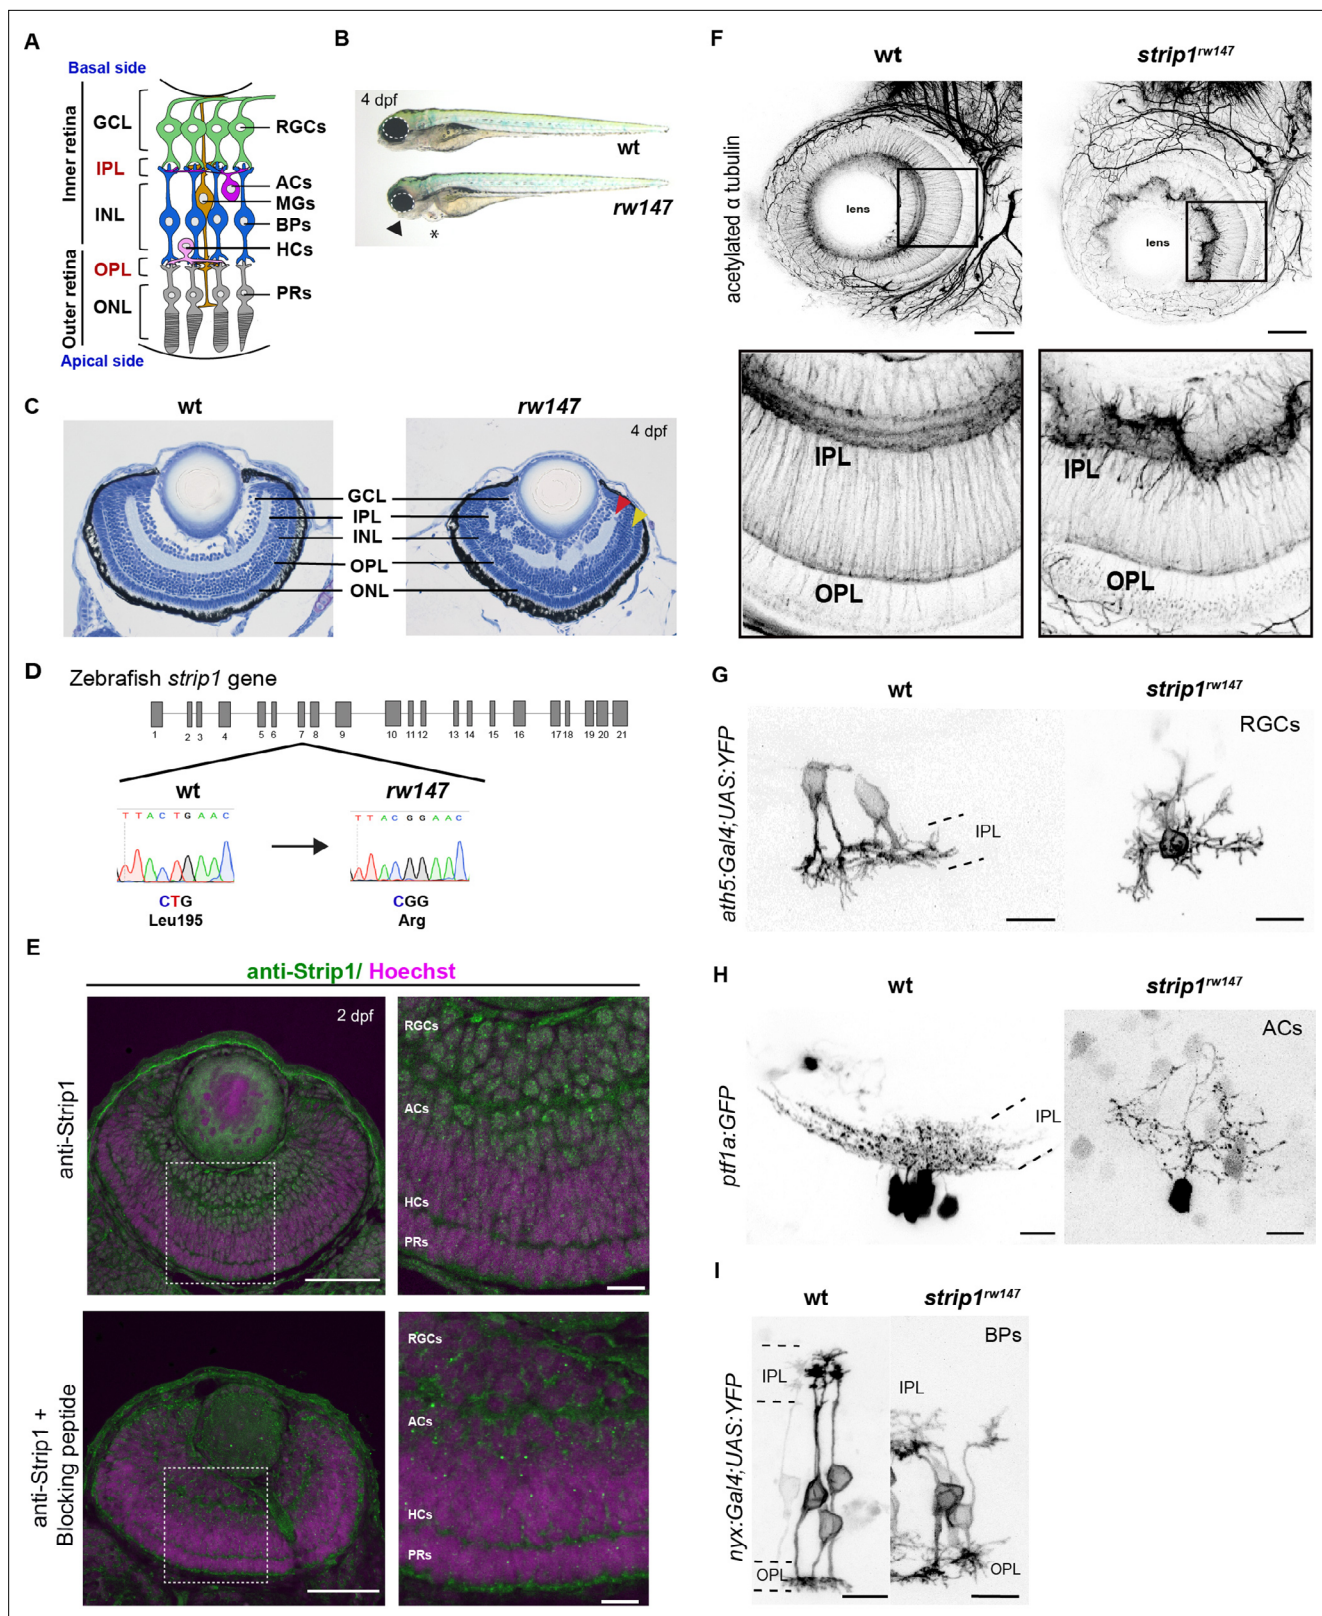 A
Basal side
Inner retina
Outer retina
GCL
IPL
INL
OPL
ONL
RGCs
ACs
MGs
BPs
HCs
PRs
Apical side
B
4 dpf
wt
rw147
*
C
wt
rw147
4 dpf
GCL
IPL
INL
OPL
ONL
D
Zebrafish strip1 gene
1 2 3 4 5 6 7 8 9 10 11 12 13 14 15 16 17 18 19 20 21
wt
rw147
T T A C T G A A C
T T A C G G A A C
CTG
Leu195
CGG
Arg
E
anti-Strip1/ Hoechst
anti-Strip1
2 dpf
RGCs
ACs
HCs
PRs
anti-Strip1 +
Blocking peptide
RGCs
ACs
HCs
PRs
F
wt
strip1rw147
acetylated α tubulin
lens
lens
IPL
OPL
IPL
OPL
G
wt
strip1rw147
ath5:Gal4;UAS:YFP
IPL
RGCs
H
wt
strip1rw147
ptf1a:GFP
IPL
ACs
I
wt
strip1rw147
nyx:Gal4;UAS:YFP
IPL
OPL
BPs
IPL
OPL